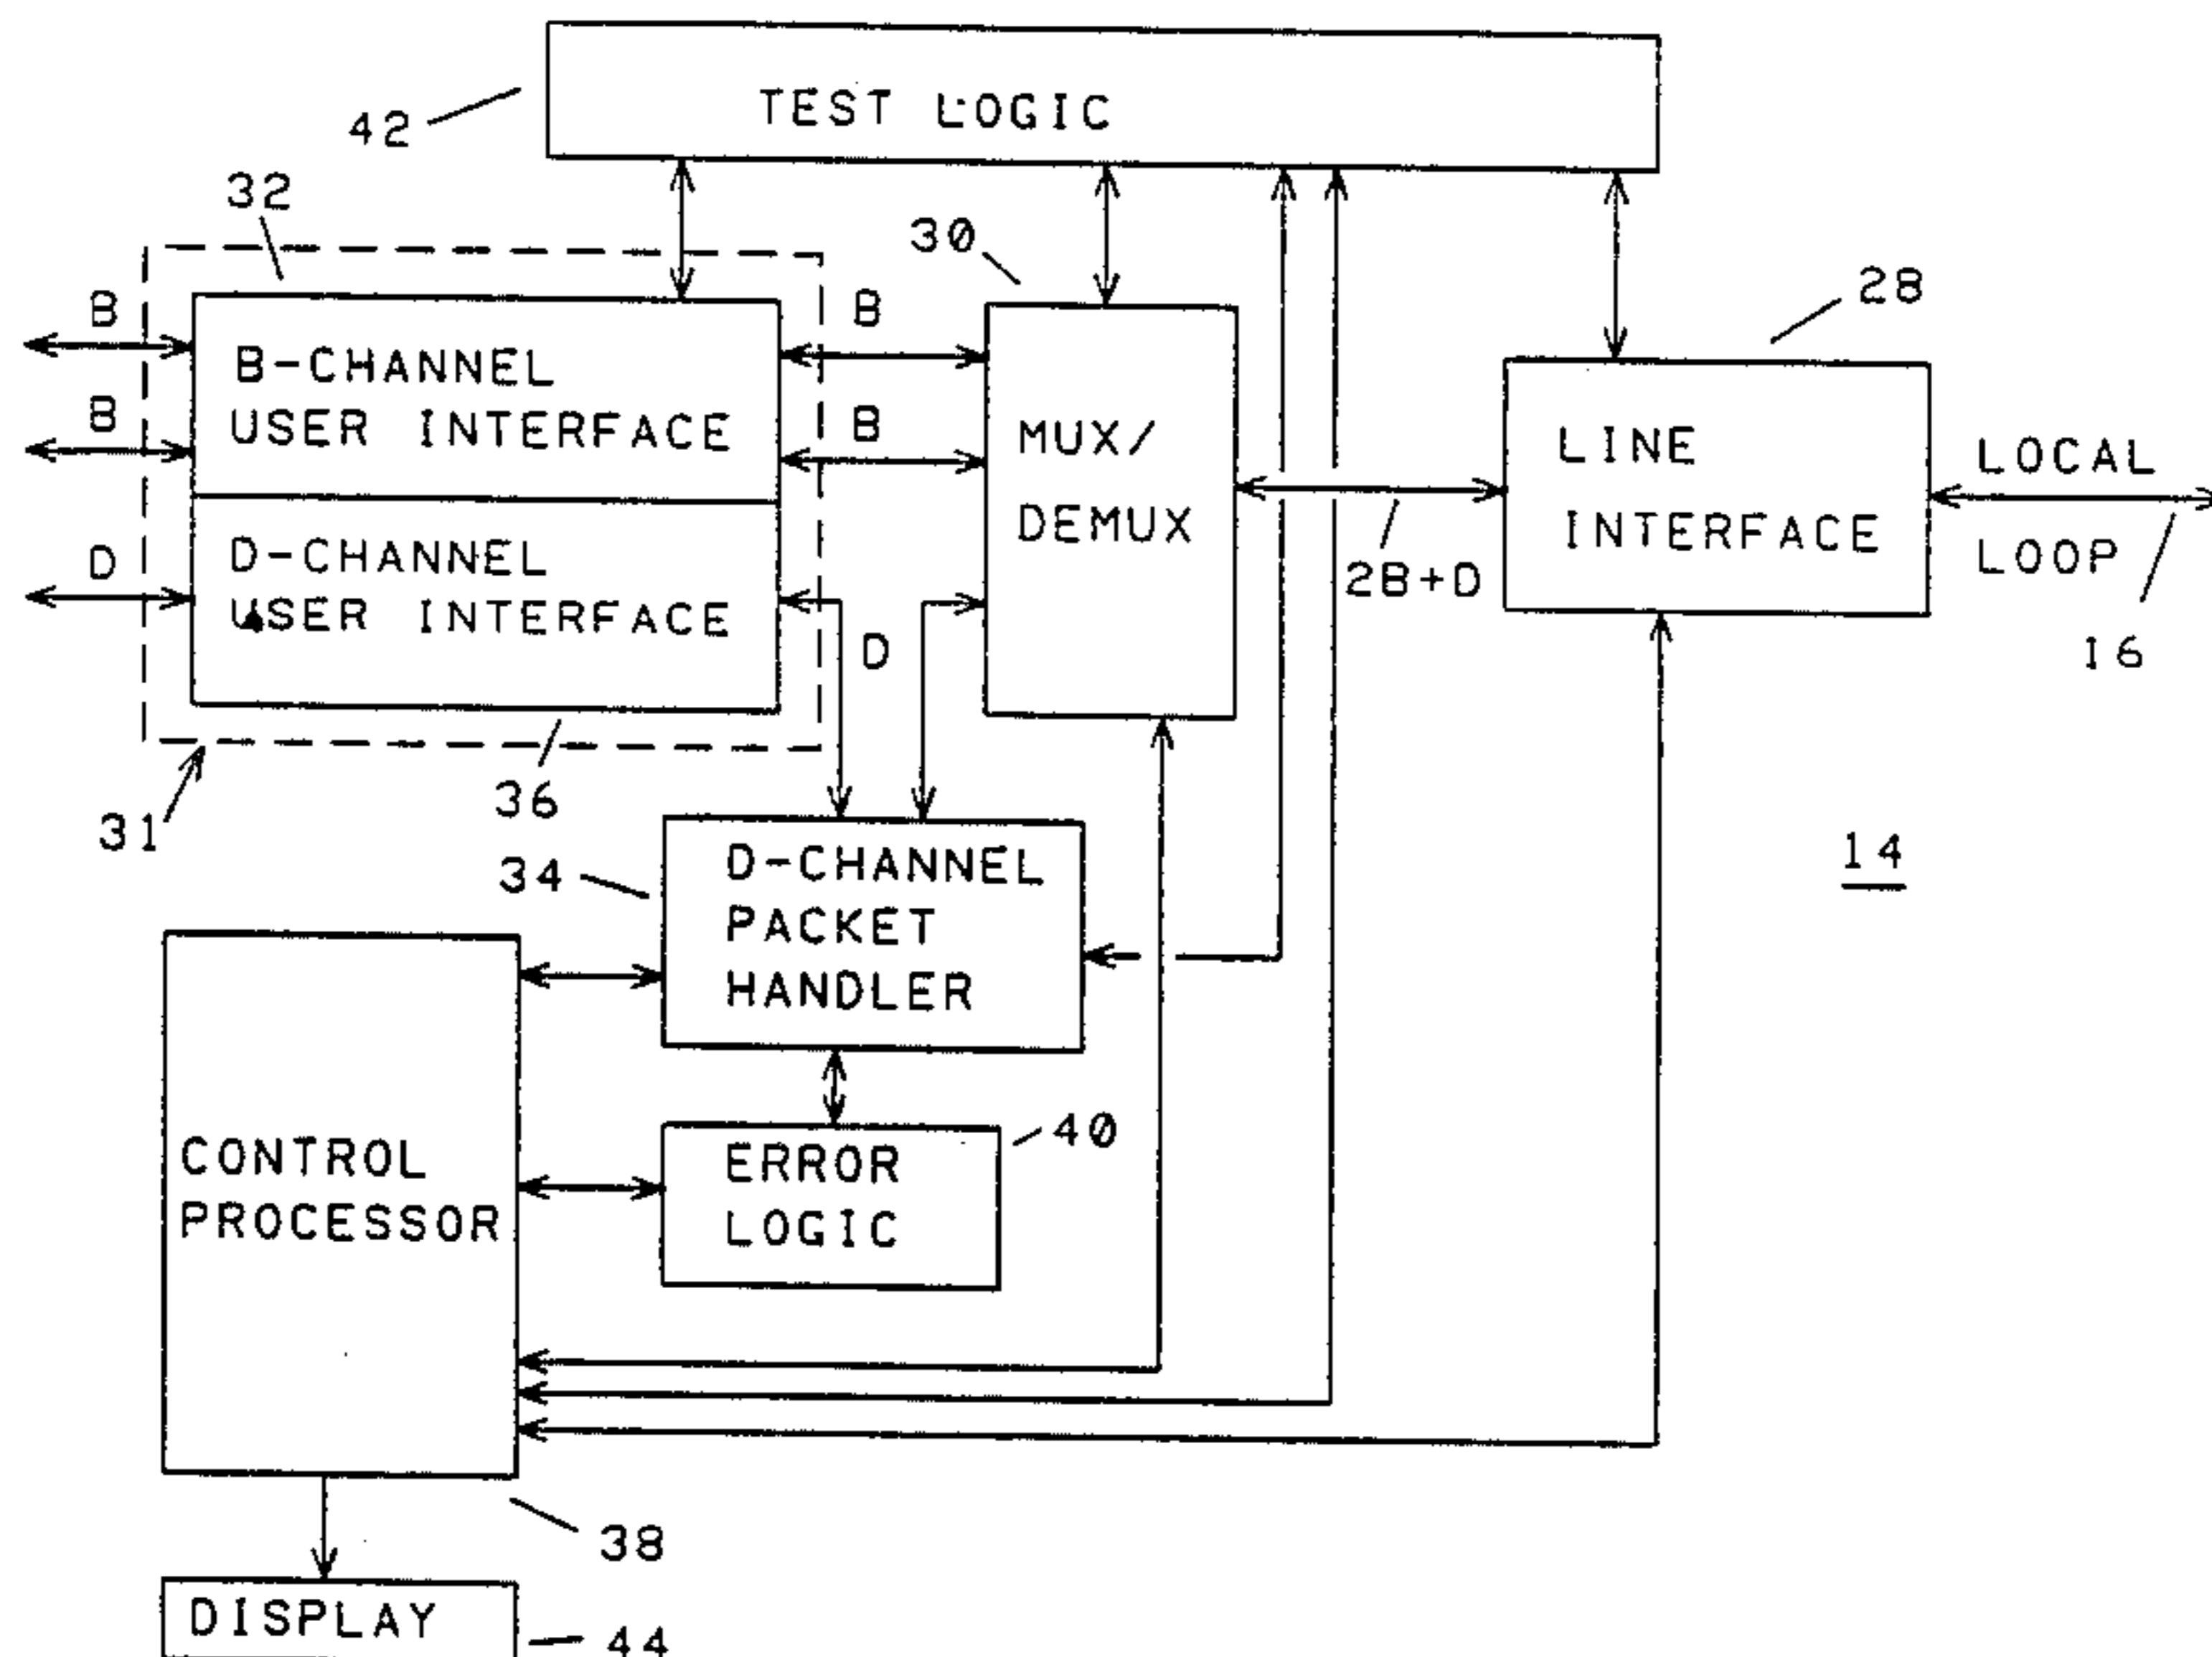 TEST LOGIC
42
32
30
28
B
B
B-CHANNEL
USER INTERFACE
B
B
MUX/
DEMUX
LINE
INTERFACE
LOCAL
LOOP
D
D-CHANNEL
USER INTERFACE
2B+D
D
16
36
31
34
D-CHANNEL
PACKET
HANDLER
14
CONTROL
PROCESSOR
40
ERROR
LOGIC
38
DISPLAY
44